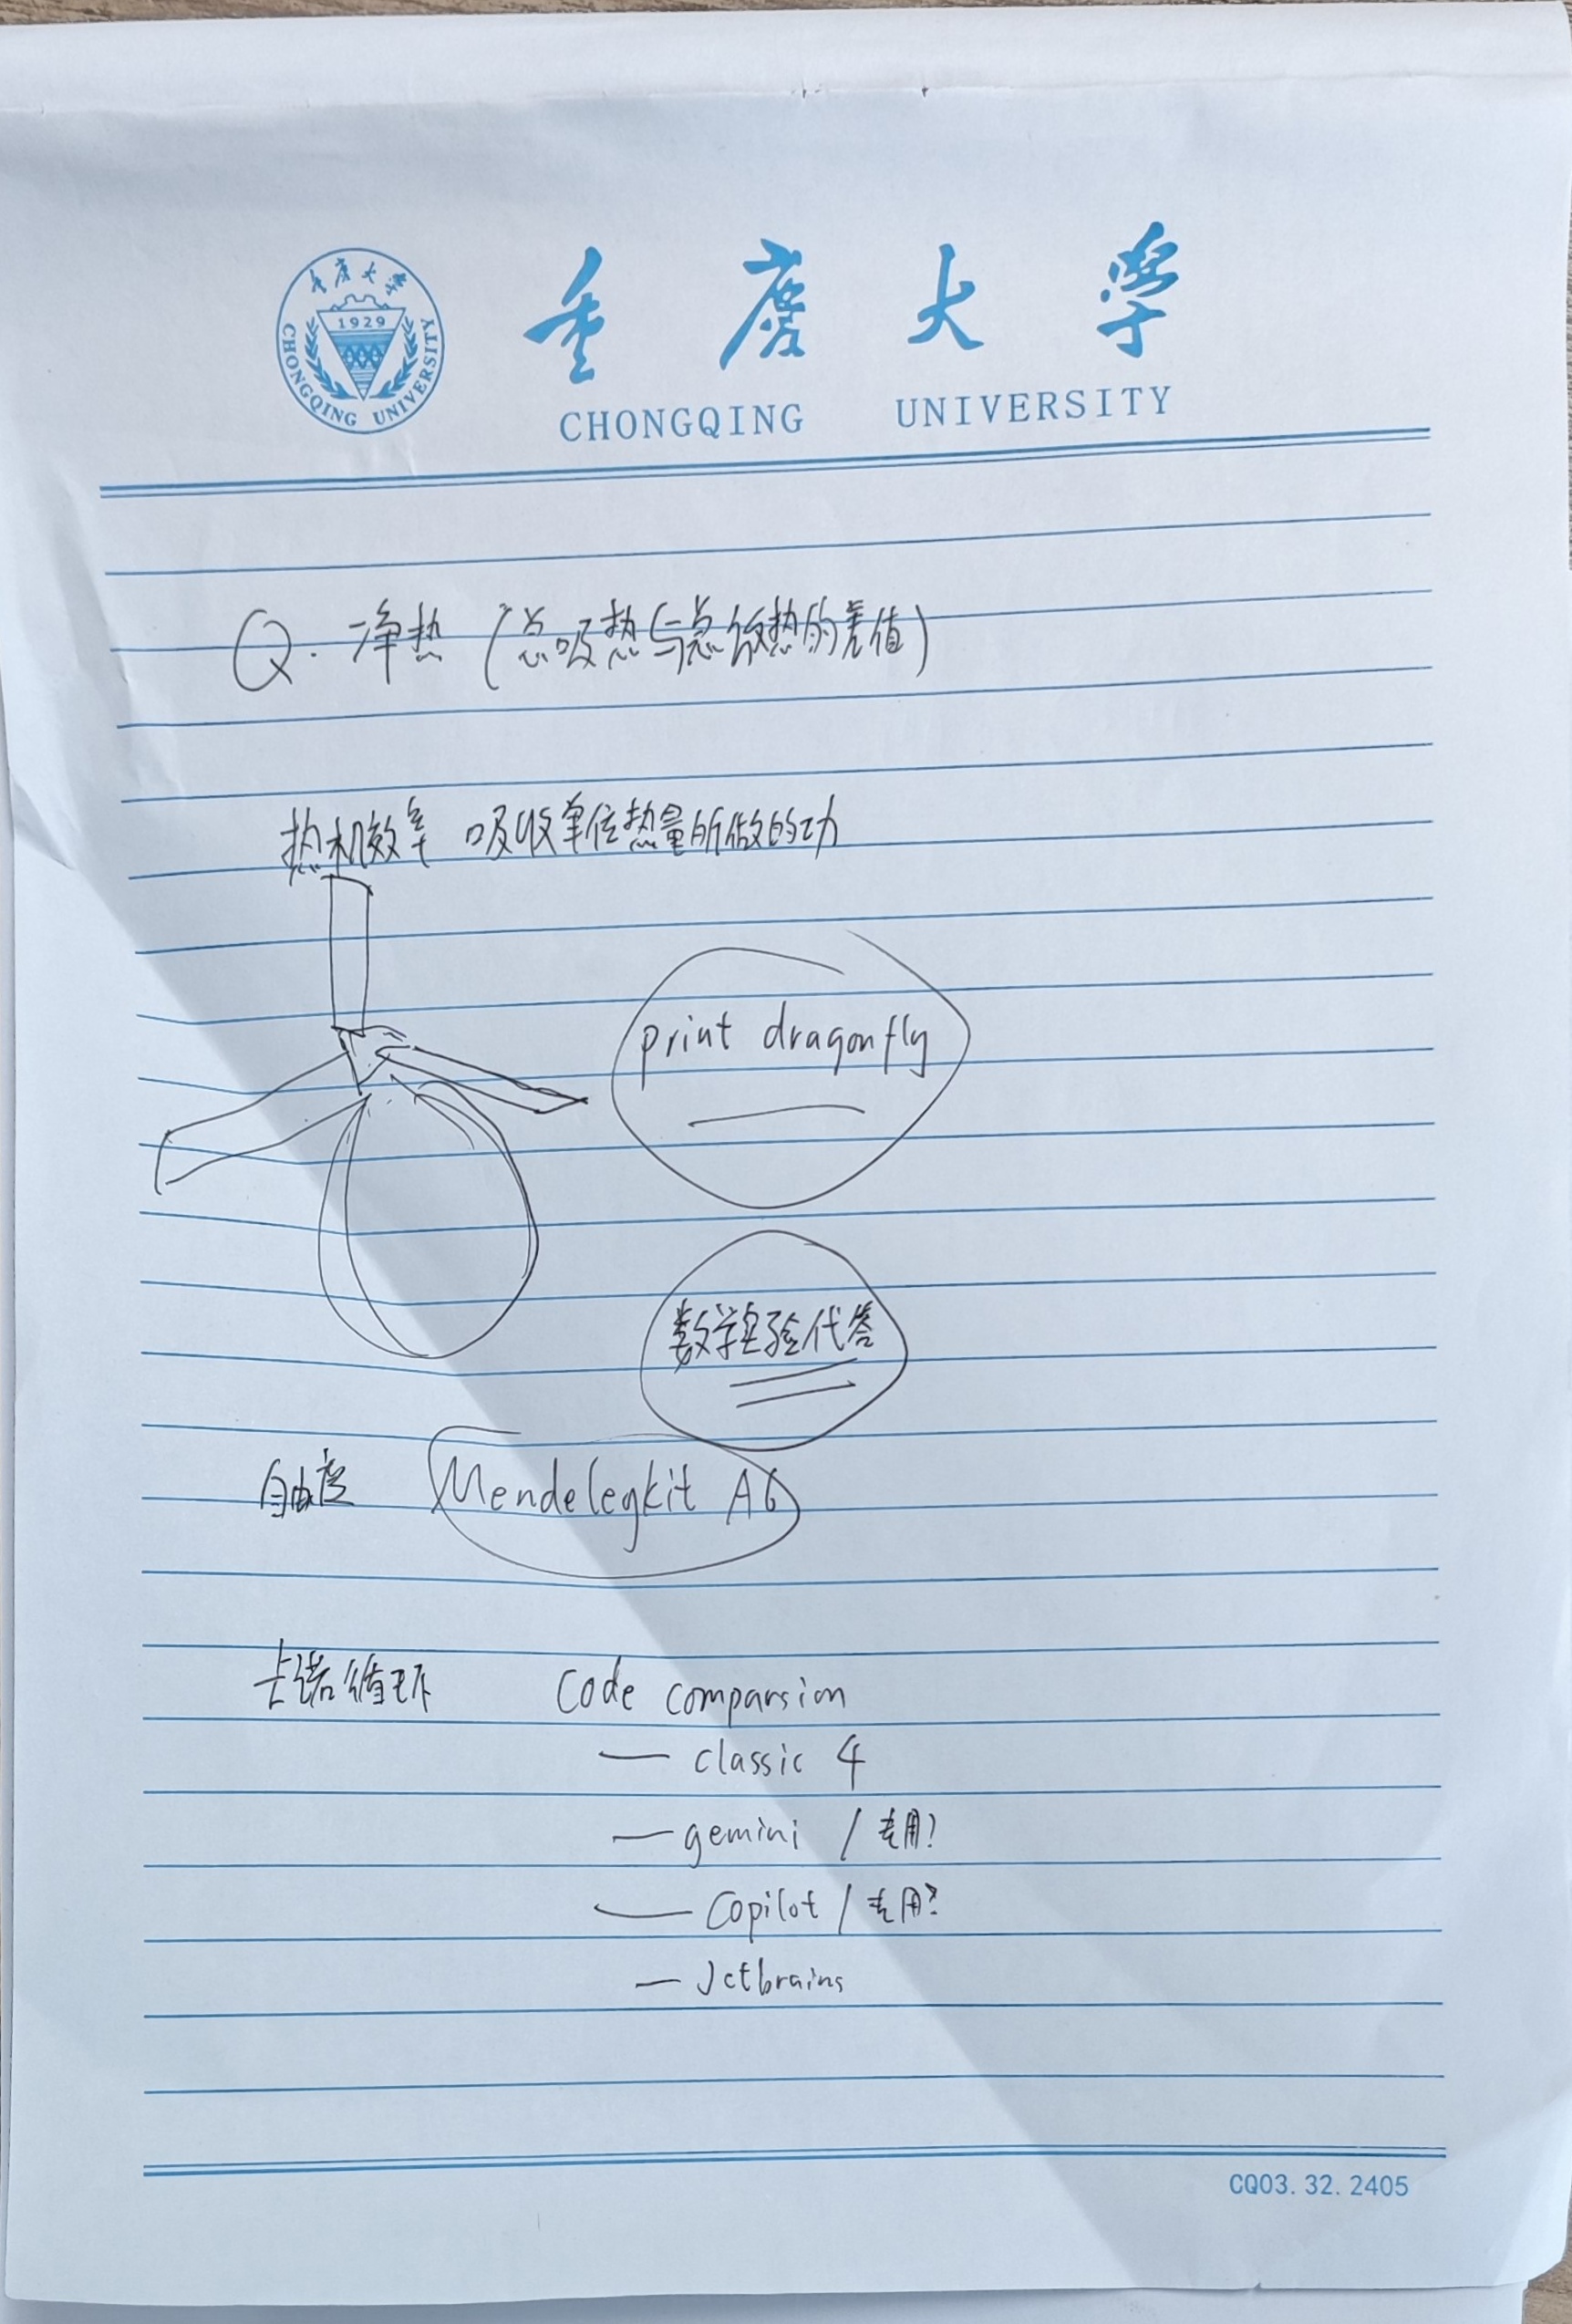 重庆大学
1929
CHONGQING UNIVERSITY
重庆大学
CHONGQING UNIVERSITY
Q. 净热 (总吸热与总放热的差值)
热机效率 吸收单位热量所做的功
print dragonfly
数学实验代答
自由度 Mendelegkit A6
卡诺循环 Code comparsion
— classic 4
— gemini / 专用?
— Copilot / 专用?
— Jetbrains
CQ03.32.2405